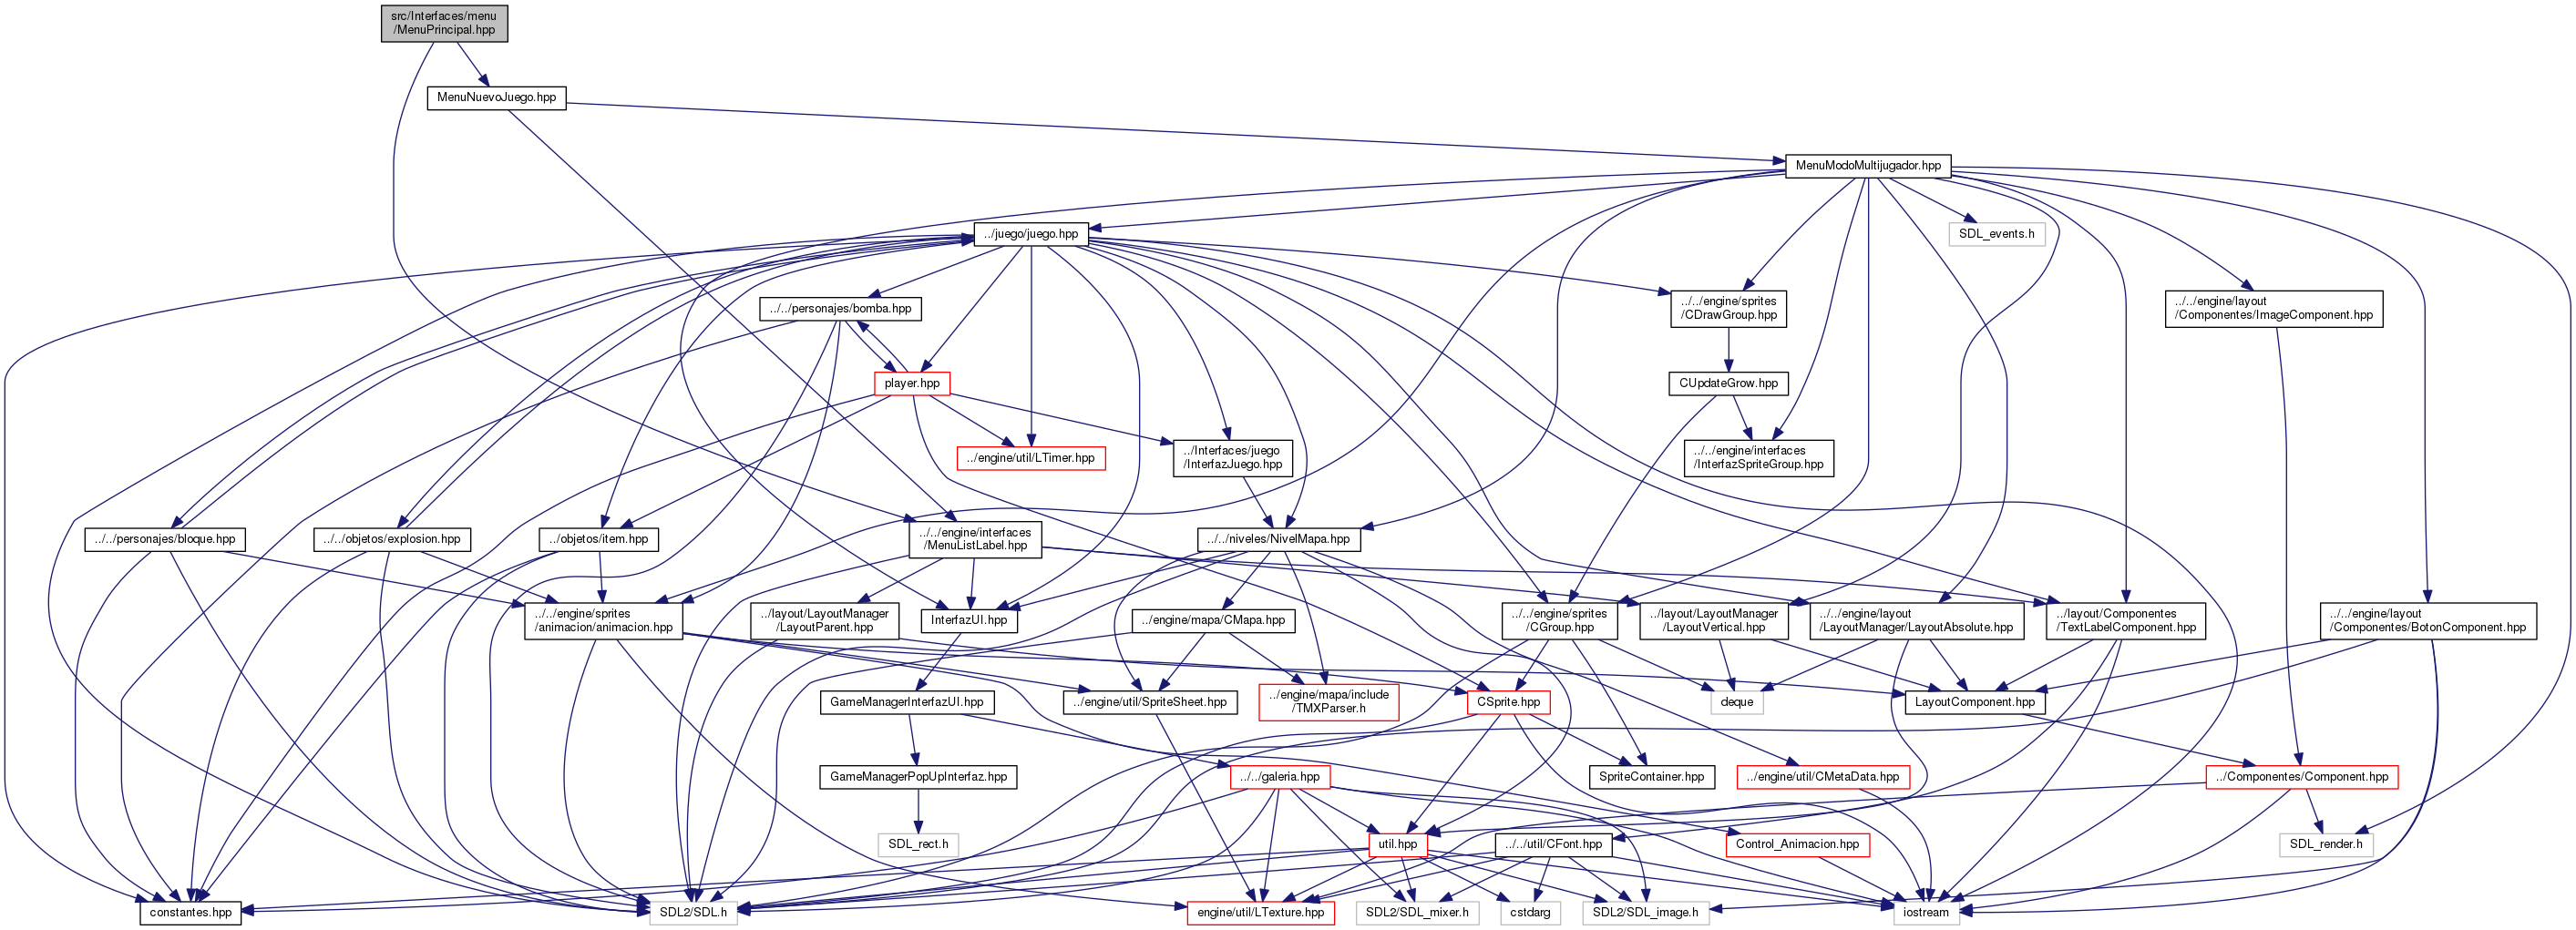 src/Interfaces/menu
/MenuPrincipal.hpp
MenuNuevoJuego.hpp
MenuModoMultijugador.hpp
../juego/juego.hpp
SDL_events.h
../../personajes/bomba.hpp
../../engine/sprites
/CDrawGroup.hpp
../../engine/layout
/Componentes/ImageComponent.hpp
player.hpp
CUpdateGrow.hpp
../engine/util/LTimer.hpp
../Interfaces/juego
/InterfazJuego.hpp
../../engine/interfaces
/InterfazSpriteGroup.hpp
../../personajes/bloque.hpp
../../objetos/explosion.hpp
../objetos/item.hpp
../../engine/interfaces
/MenuListLabel.hpp
../../niveles/NivelMapa.hpp
../../engine/sprites
/animacion/animacion.hpp
../layout/LayoutManager
/LayoutParent.hpp
InterfazUI.hpp
../engine/mapa/CMapa.hpp
../../engine/sprites
/CGroup.hpp
../layout/LayoutManager
/LayoutVertical.hpp
../../engine/layout
/LayoutManager/LayoutAbsolute.hpp
../layout/Componentes
/TextLabelComponent.hpp
../../engine/layout
/Componentes/BotonComponent.hpp
GameManagerInterfazUI.hpp
../engine/util/SpriteSheet.hpp
../engine/mapa/include
/TMXParser.h
CSprite.hpp
deque
LayoutComponent.hpp
GameManagerPopUpInterfaz.hpp
../../galeria.hpp
SpriteContainer.hpp
../engine/util/CMetaData.hpp
../Componentes/Component.hpp
SDL_rect.h
util.hpp
../../util/CFont.hpp
Control_Animacion.hpp
SDL_render.h
constantes.hpp
SDL2/SDL.h
engine/util/LTexture.hpp
SDL2/SDL_mixer.h
cstdarg
SDL2/SDL_image.h
iostream